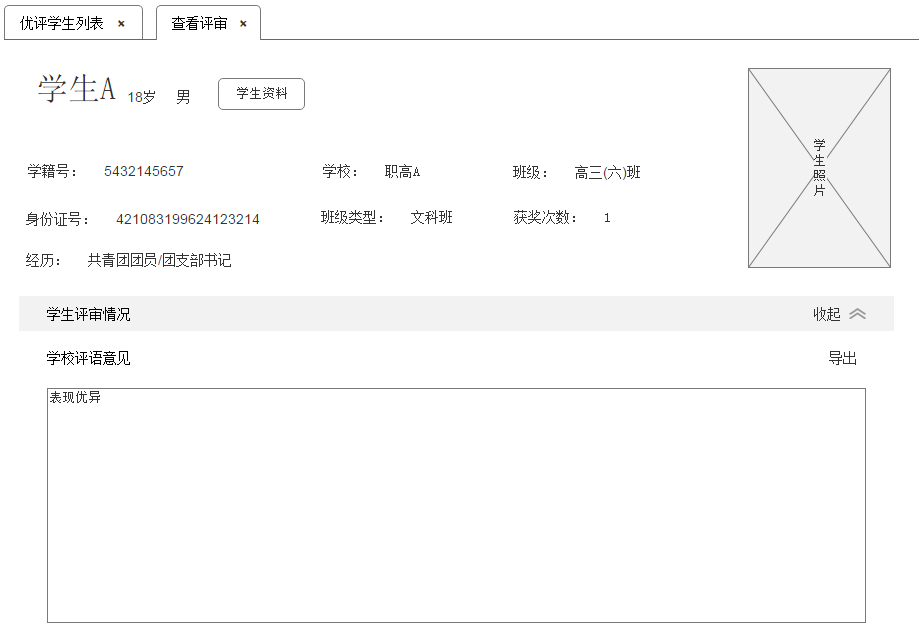 优评学生列表 × 查看评审 ×
学生A 18岁 男 学生资料
学籍号： 5432145657 学校： 职高A 班级： 高三(六)班
身份证号： 421083199624123214 班级类型： 文科班 获奖次数： 1
经历： 共青团团员/团支部书记
学生照片
学生评审情况 收起
学校评语意见 导出
表现优异